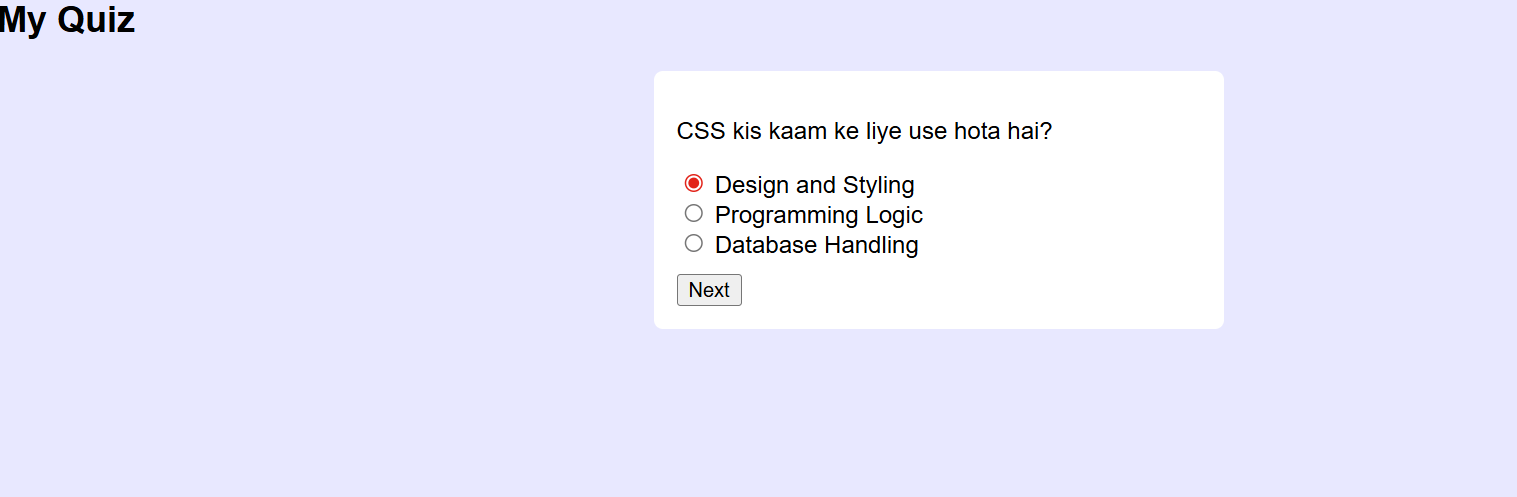 My Quiz
CSS kis kaam ke liye use hota hai?
Design and Styling
Programming Logic
Database Handling
Next